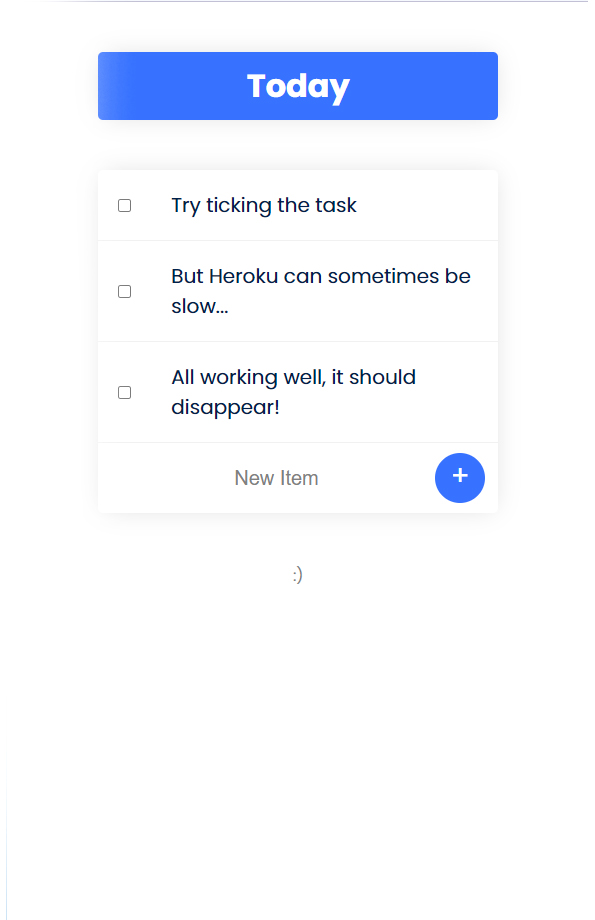 Today
Try ticking the task
But Heroku can sometimes be
slow...
All working well, it should
disappear!
New Item
+
:)